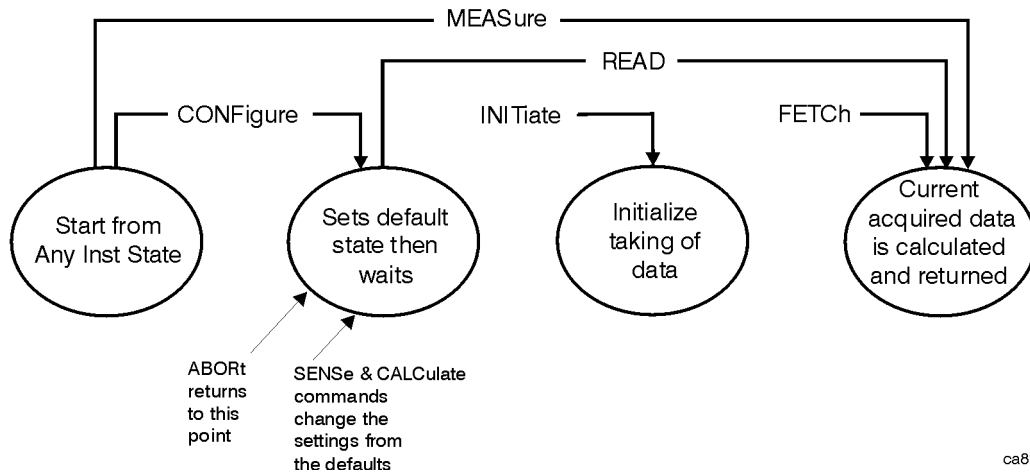 MEASure
READ
CONFigure
INITiate
FETCh
Start from
Any Inst State
Sets default
state then
waits
Initialize
taking of
data
Current
acquired data
is calculated
and returned
ABORt
returns
to this
point
SENSe & CALCulate
commands
change the
settings from
the defaults
ca8